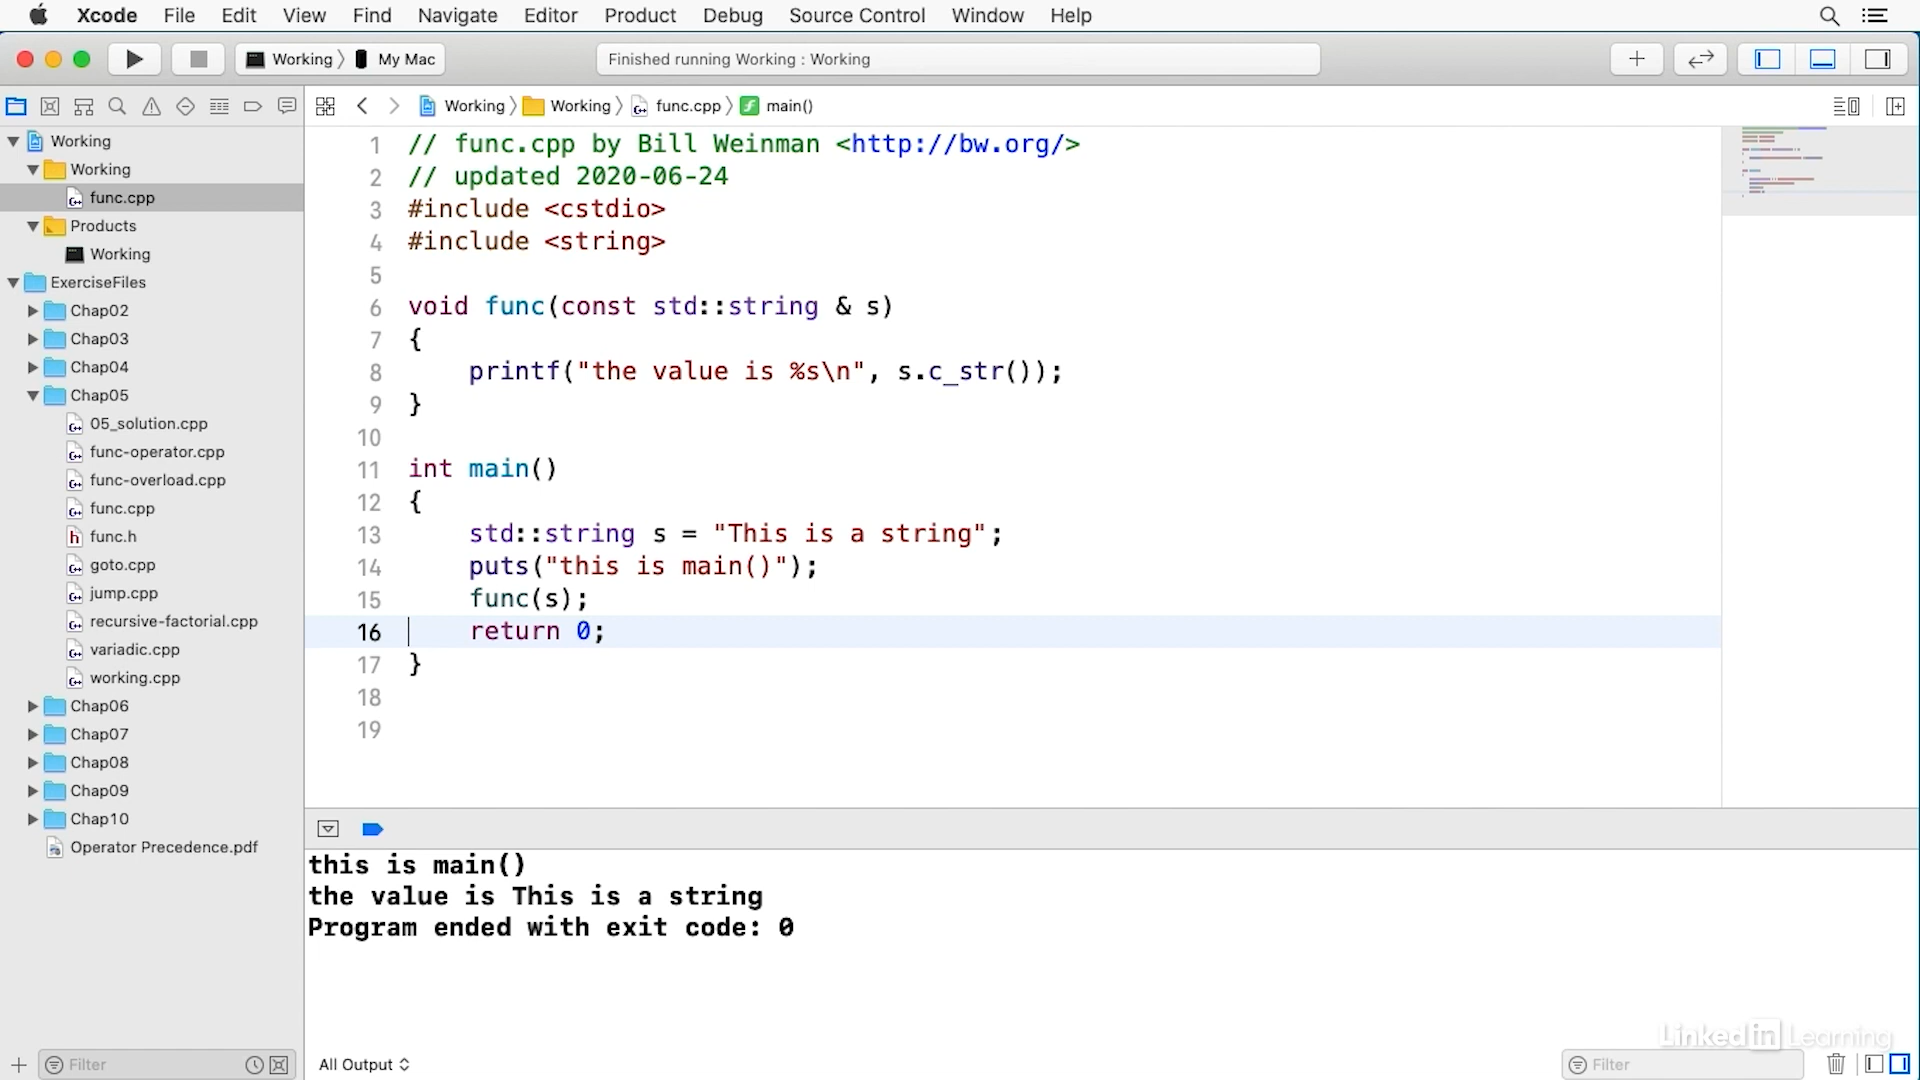 Xcode File Edit View Find Navigate Editor Product Debug Source Control Window Help
Working My Mac
Finished running Working : Working
Working Working func.cpp main()
Working
Working
func.cpp
Products
Working
ExerciseFiles
Chap02
Chap03
Chap04
Chap05
05_solution.cpp
func-operator.cpp
func-overload.cpp
func.cpp
func.h
goto.cpp
jump.cpp
recursive-factorial.cpp
variadic.cpp
working.cpp
Chap06
Chap07
Chap08
Chap09
Chap10
Operator Precedence.pdf
Filter
1 // func.cpp by Bill Weinman <http://bw.org/>
2 // updated 2020-06-24
3 #include <cstdio>
4 #include <string>
5
6 void func(const std::string & s)
7 {
8 printf("the value is %s\n", s.c_str());
9 }
10
11 int main()
12 {
13 std::string s = "This is a string";
14 puts("this is main()");
15 func(s);
16 return 0;
17 }
18
19
this is main()
the value is This is a string
Program ended with exit code: 0
All Output
Filter
Linked in Learning